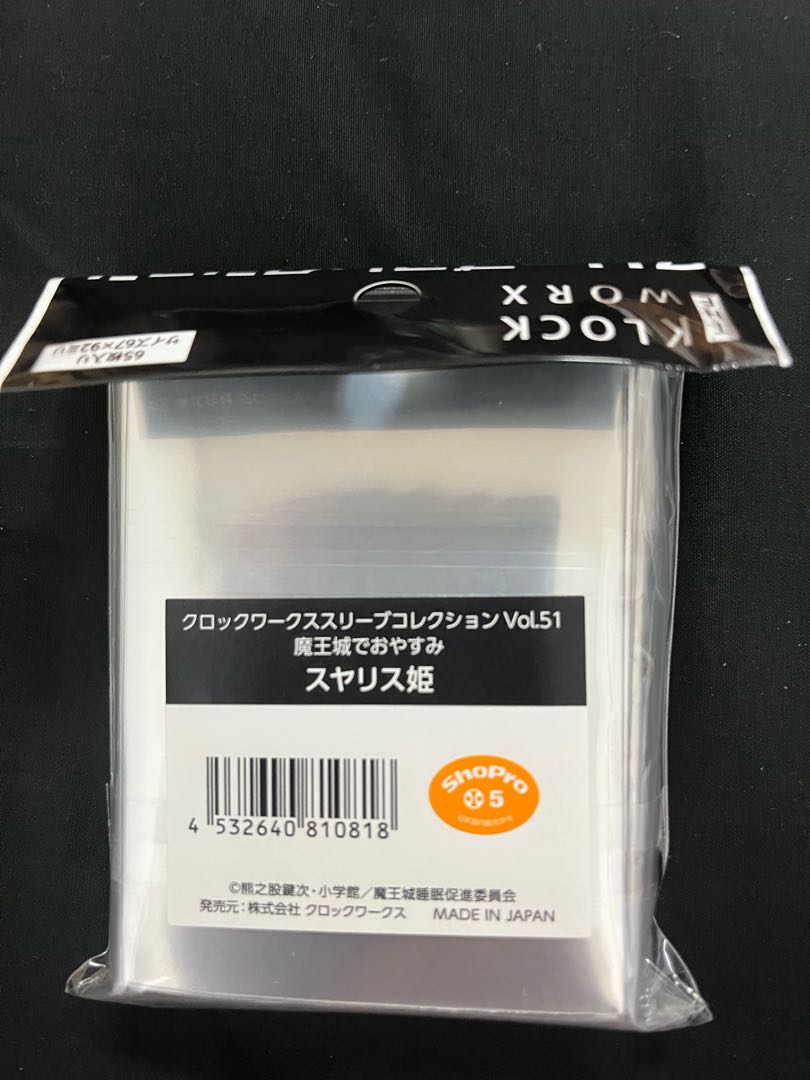 KLOCK
WORX
65枚入り
サイズ67×92ミリ
クロックワークススリーブコレクション Vol.51
魔王城でおやすみ
スヤリス姫
ShoPro
5
4 532640 810818
©熊之股鍵次・小学館／魔王城睡眠促進委員会
発売元：株式会社 クロックワークス MADE IN JAPAN